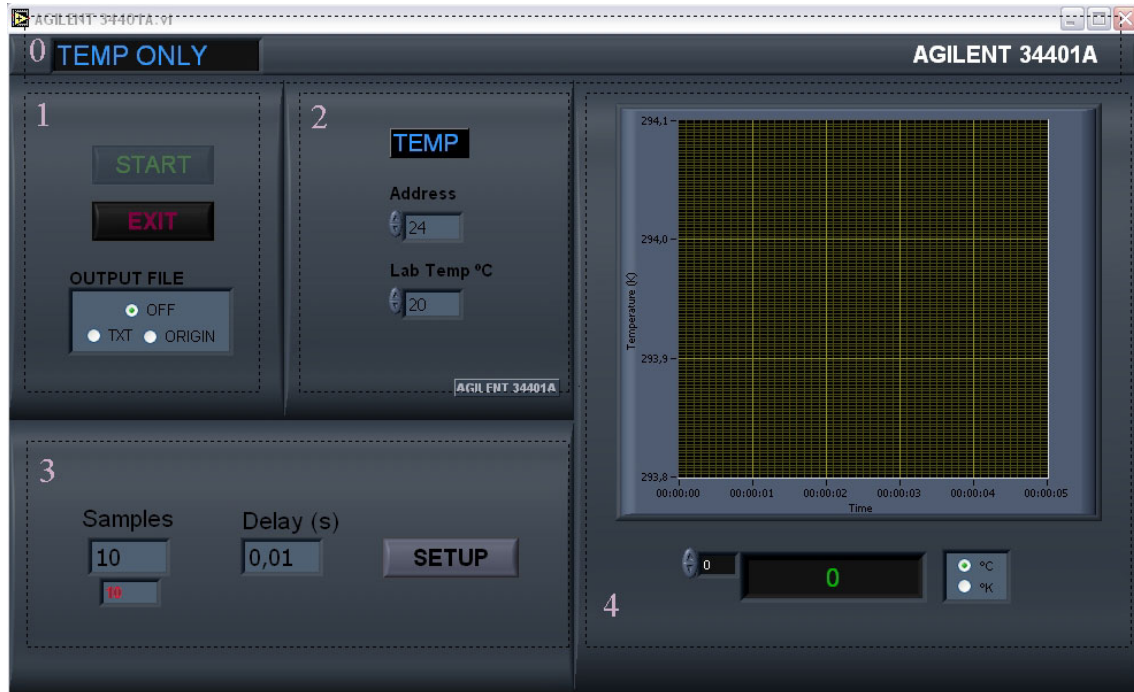 AGILENT 34401A.vi
0 TEMP ONLY
AGILENT 34401A
1
START
EXIT
OUTPUT FILE
OFF
TXT ORIGIN
2
TEMP
Address
24
Lab Temp ºC
20
AGILENT 34401A
3
Samples Delay (s)
10 0,01 SETUP
10
294,1
294,0
293,9
293,8
Temperature (K)
00:00:00 00:00:01 00:00:02 00:00:03 00:00:04 00:00:05
Time
0 0
ºC
ºK
4